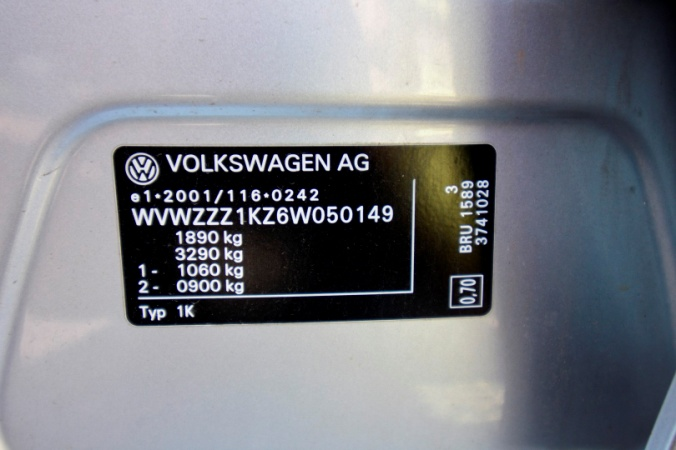 VOLKSWAGEN AG
e1*2001/116*0242
WVWZZZ1KZ6W050149
1890 kg
3290 kg
1- 1060 kg
2- 0900 kg
Typ 1K
3
BRU 1589
3741028
0,70